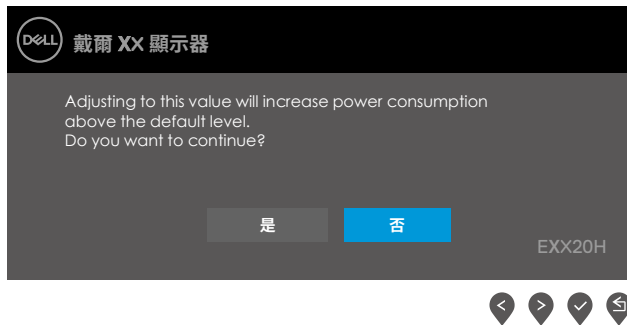 DELL
戴爾 XX 顯示器
Adjusting to this value will increase power consumption
above the default level.
Do you want to continue?
是
否
EXX20H